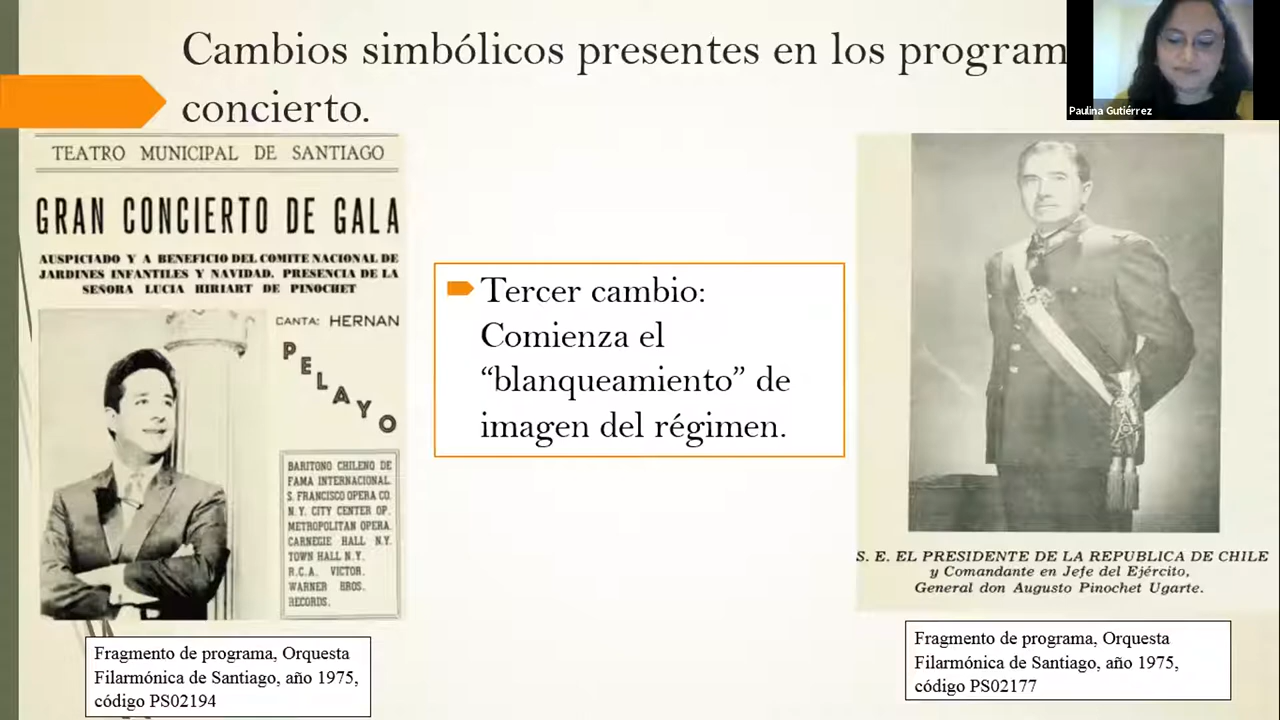 Cambios simbólicos presentes en los program
concierto.
Paulina Gutiérrez
TEATRO MUNICIPAL DE SANTIAGO
GRAN CONCIERTO DE GALA
AUSPICIADO Y A BENEFICIO DEL COMITE NACIONAL DE
JARDINES INFANTILES Y NAVIDAD. PRESENCIA DE LA
SEÑORA LUCIA HIRIART DE PINOCHET
CANTA: HERNAN
PELAYO
BARITONO CHILENO DE
FAMA INTERNACIONAL.
S. FRANCISCO OPERA CO.
N.Y. CITY CENTER OP.
METROPOLITAN OPERA.
CARNEGIE HALL N.Y.
TOWN HALL N.Y.
R.C.A. VICTOR.
WARNER BROS.
RECORDS.
Fragmento de programa, Orquesta
Filarmónica de Santiago, año 1975,
código PS02194
Tercer cambio:
Comienza el
“blanqueamiento” de
imagen del régimen.
S. E. EL PRESIDENTE DE LA REPUBLICA DE CHILE
y Comandante en Jefe del Ejército,
General don Augusto Pinochet Ugarte.
Fragmento de programa, Orquesta
Filarmónica de Santiago, año 1975,
código PS02177